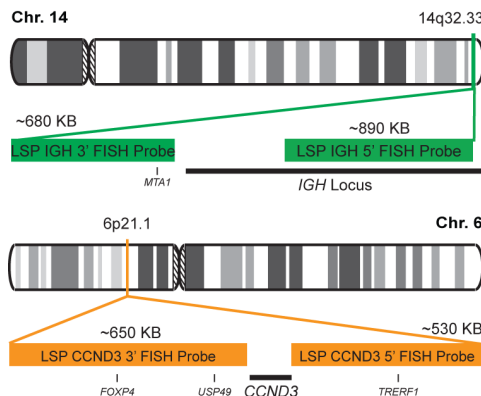 Chr. 14
14q32.33
~680 KB
~890 KB
LSP IGH 3’ FISH Probe
LSP IGH 5’ FISH Probe
MTA1
IGH Locus
6p21.1
Chr. 6
~650 KB
~530 KB
LSP CCND3 3’ FISH Probe
LSP CCND3 5’ FISH Probe
FOXP4
USP49
CCND3
TRERF1